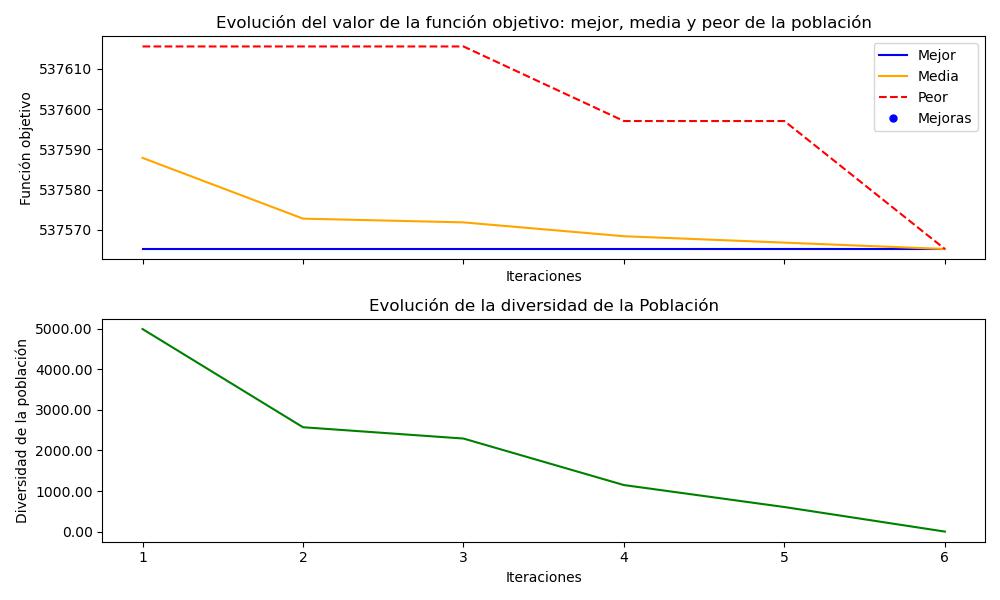 Evolución del valor de la función objetivo: mejor, media y peor de la población
Función objetivo
537610
537600
537590
537580
537570
Mejor
Media
Peor
Mejoras
Iteraciones
Evolución de la diversidad de la Población
Diversidad de la población
5000.00
4000.00
3000.00
2000.00
1000.00
0.00
1 2 3 4 5 6
Iteraciones